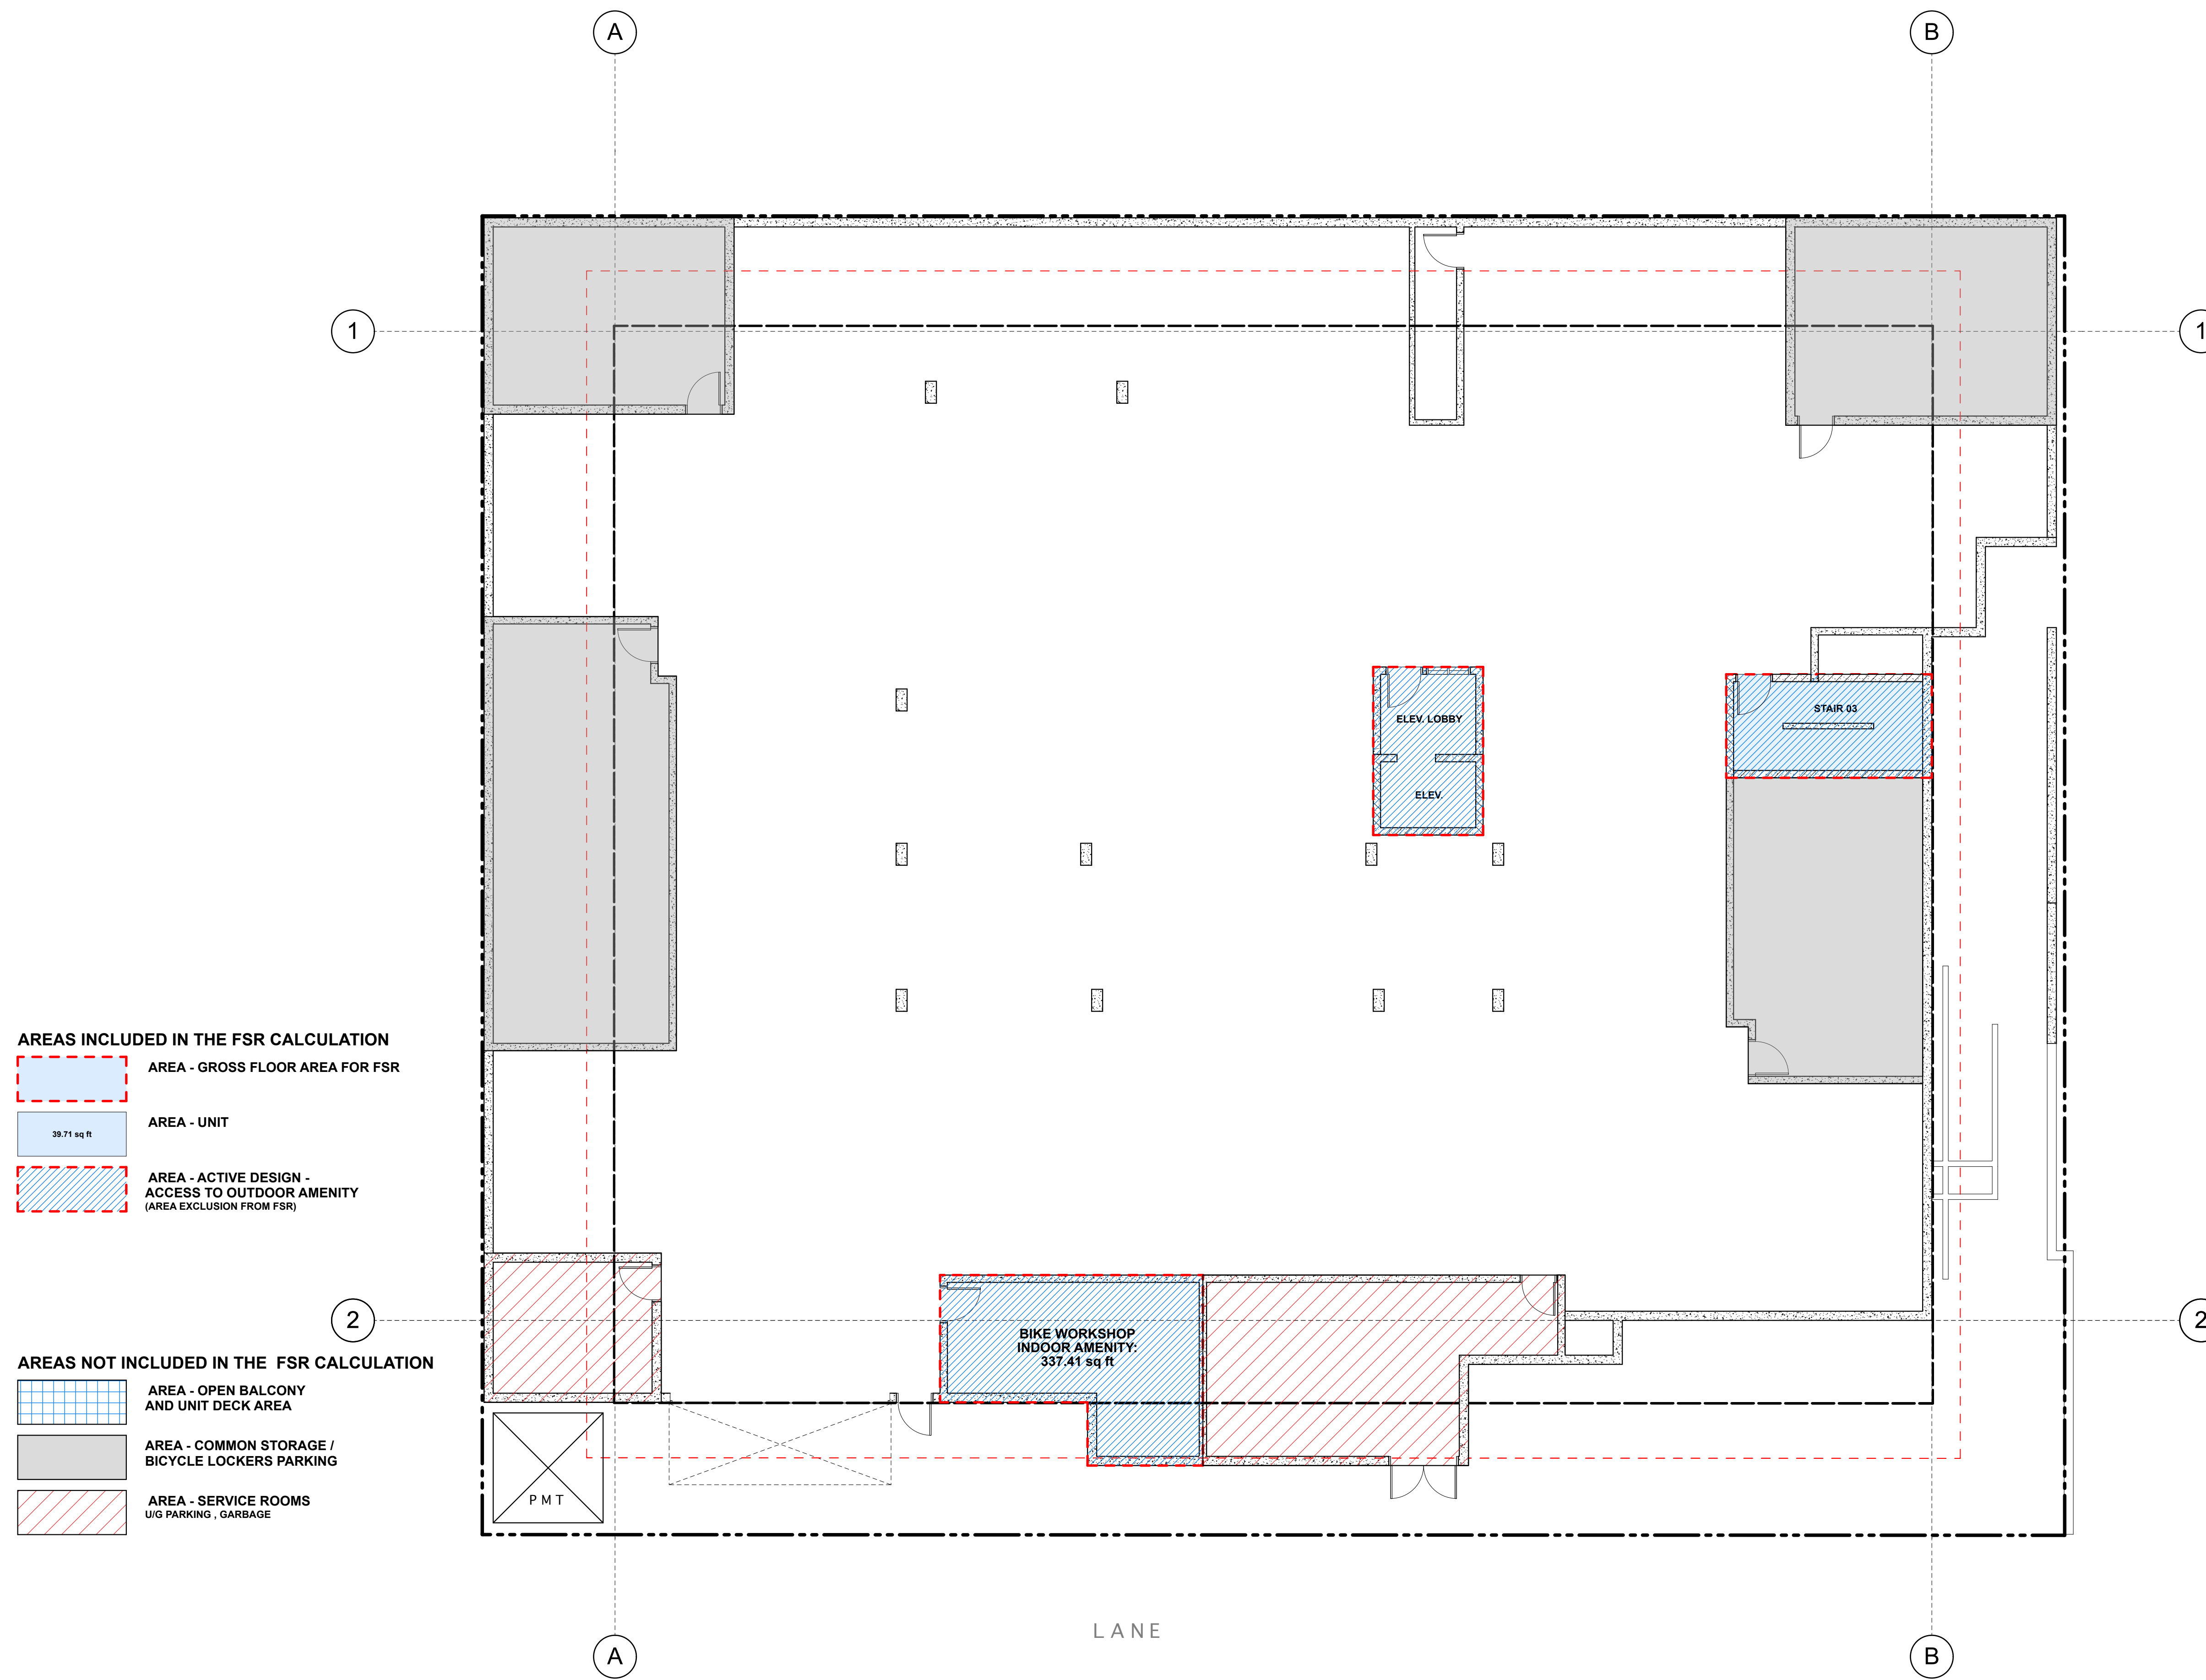 A
B
1
1
ELEV. LOBBY
STAIR 03
ELEV.
AREAS INCLUDED IN THE FSR CALCULATION
AREA - GROSS FLOOR AREA FOR FSR
39.71 sq ft
AREA - UNIT
AREA - ACTIVE DESIGN -
ACCESS TO OUTDOOR AMENITY
(AREA EXCLUSION FROM FSR)
2
2
BIKE WORKSHOP
INDOOR AMENITY:
337.41 sq ft
AREAS NOT INCLUDED IN THE FSR CALCULATION
AREA - OPEN BALCONY
AND UNIT DECK AREA
AREA - COMMON STORAGE /
BICYCLE LOCKERS PARKING
AREA - SERVICE ROOMS
U/G PARKING , GARBAGE
PMT
LANE
A
B